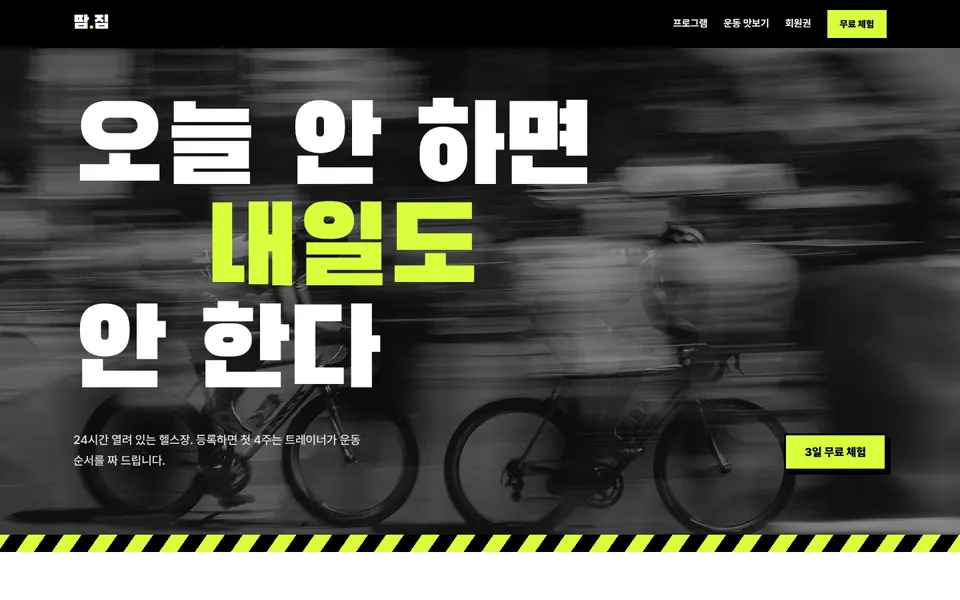 땀.짐
프로그램
운동 맛보기
회원권
무료 체험
오늘 안 하면
내일도
안 한다
24시간 열려 있는 헬스장. 등록하면 첫 4주는 트레이너가 운동
순서를 짜 드립니다.
3일 무료 체험